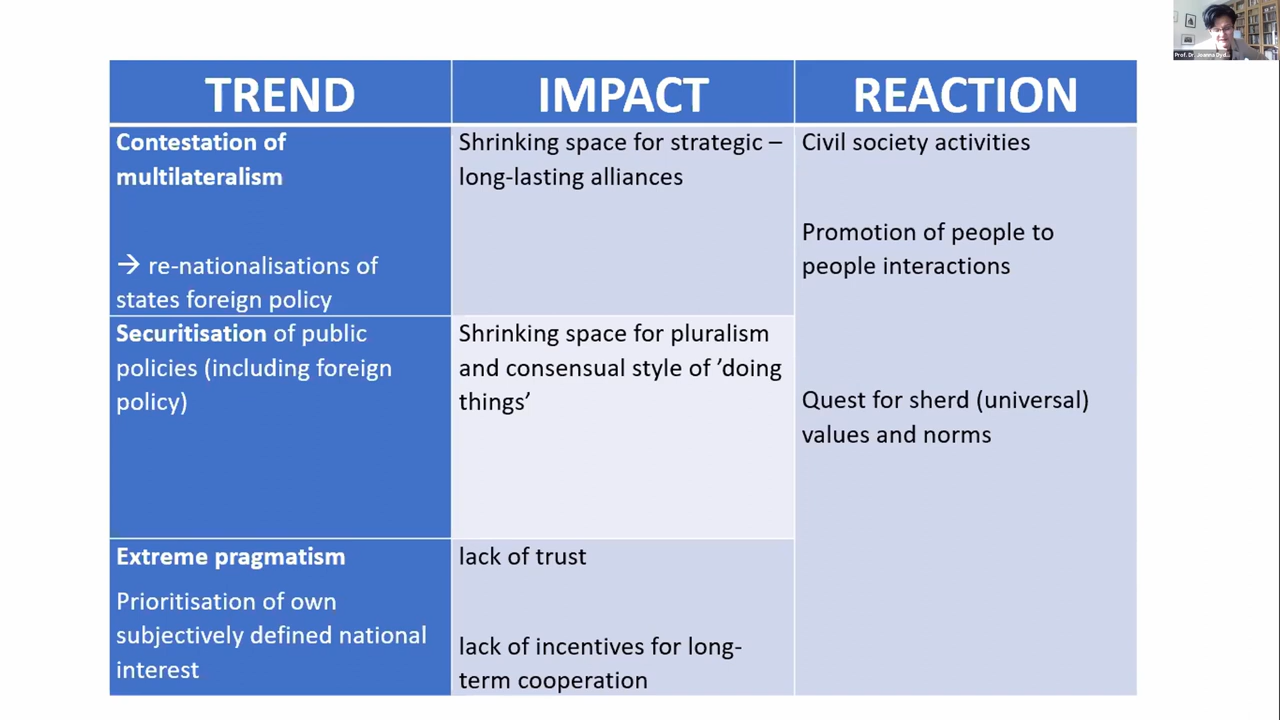 TREND
IMPACT
REACTION
Contestation of
multilateralism
→ re-nationalisations of
states foreign policy
Shrinking space for strategic –
long-lasting alliances
Civil society activities
Promotion of people to
people interactions
Quest for sherd (universal)
values and norms
Securitisation of public
policies (including foreign
policy)
Shrinking space for pluralism
and consensual style of ’doing
things’
Extreme pragmatism
Prioritisation of own
subjectively defined national
interest
lack of trust
lack of incentives for long-
term cooperation
Prof. Dr. Joanna